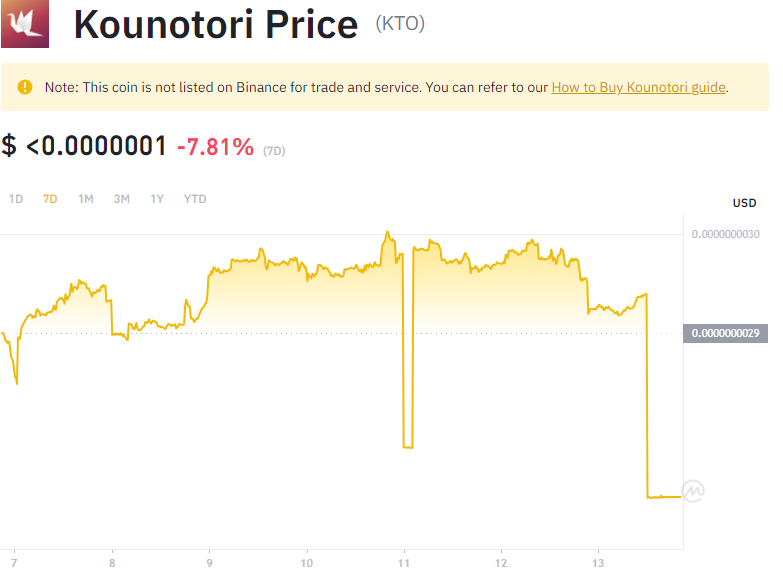 Kounotori Price (KTO)
Note: This coin is not listed on Binance for trade and service. You can refer to our How to Buy Kounotori guide.
$ <0.0000001 -7.81% (7D)
1D 7D 1M 3M 1Y YTD
USD
0.0000000030
0.0000000029
7 8 9 10 11 12 13